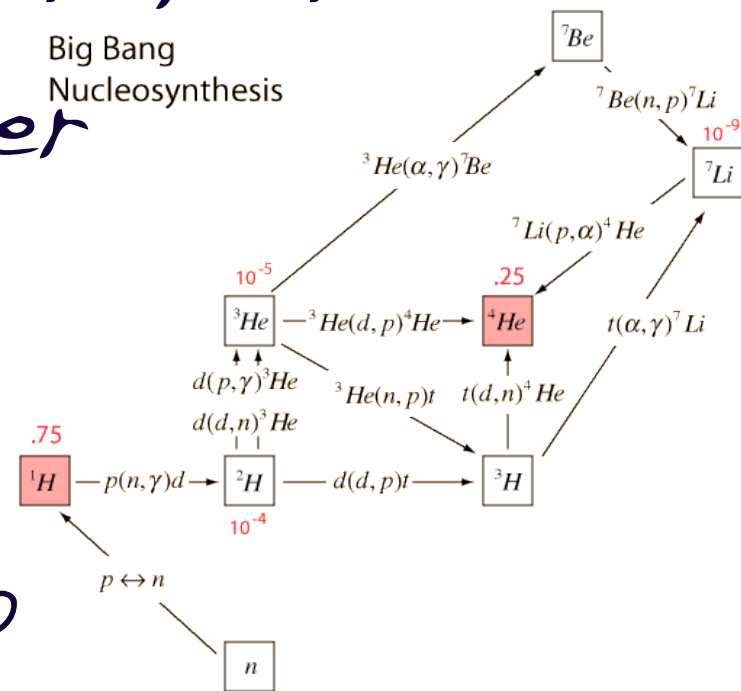 Big Bang
Nucleosynthesis
er
⁷Be
⁷Be(n, p)⁷Li
10⁻⁹
⁷Li
³He(α, γ)⁷Be
⁷Li(p,α)⁴He
10⁻⁵
.25
³He
³He(d, p)⁴He
⁴He
t(α,γ)⁷Li
d(p,γ)³He
³He(n, p)t
t(d,n)⁴He
d(d,n)³He
.75
¹H
p(n,γ)d
²H
d(d, p)t
³H
10⁻⁴
p ↔ n
n